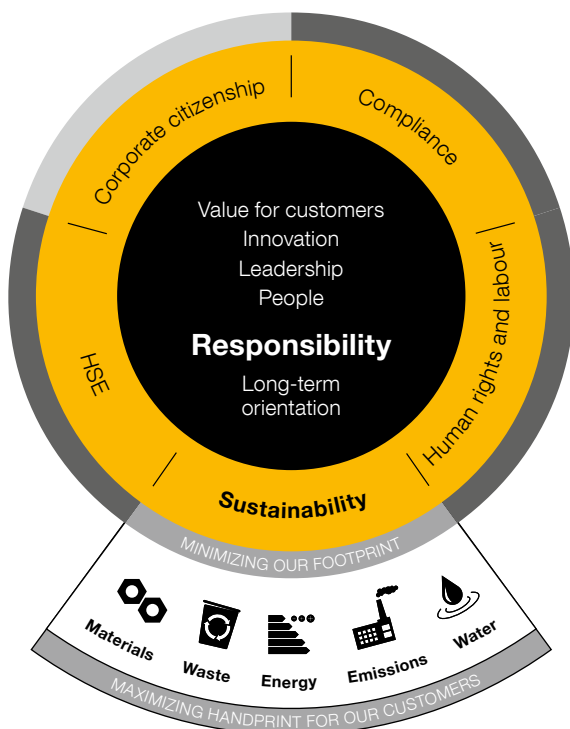 Corporate citizenship
Compliance
Value for customers
Innovation
Leadership
People
Responsibility
Long-term
orientation
HSE
Human rights and labour
Sustainability
MINIMIZING OUR FOOTPRINT
Materials
Waste
Energy
Emissions
Water
MAXIMIZING HANDPRINT FOR OUR CUSTOMERS